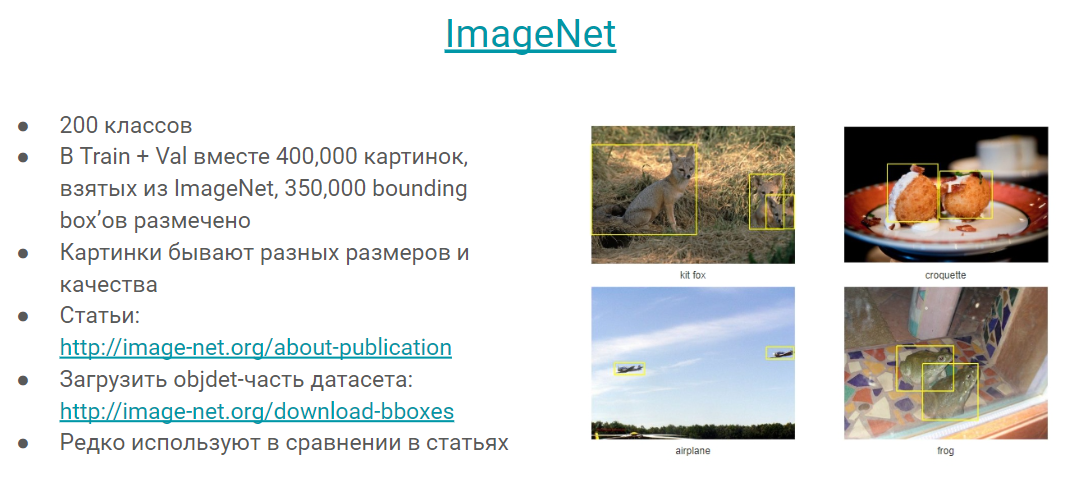 ImageNet
● 200 классов
● В Train + Val вместе 400,000 картинок,
взятых из ImageNet, 350,000 bounding
box’ов размечено
● Картинки бывают разных размеров и
качества
● Статьи:
http://image-net.org/about-publication
● Загрузить objdet-часть датасета:
http://image-net.org/download-bboxes
● Редко используют в сравнении в статьях
kit fox
croquette
airplane
frog